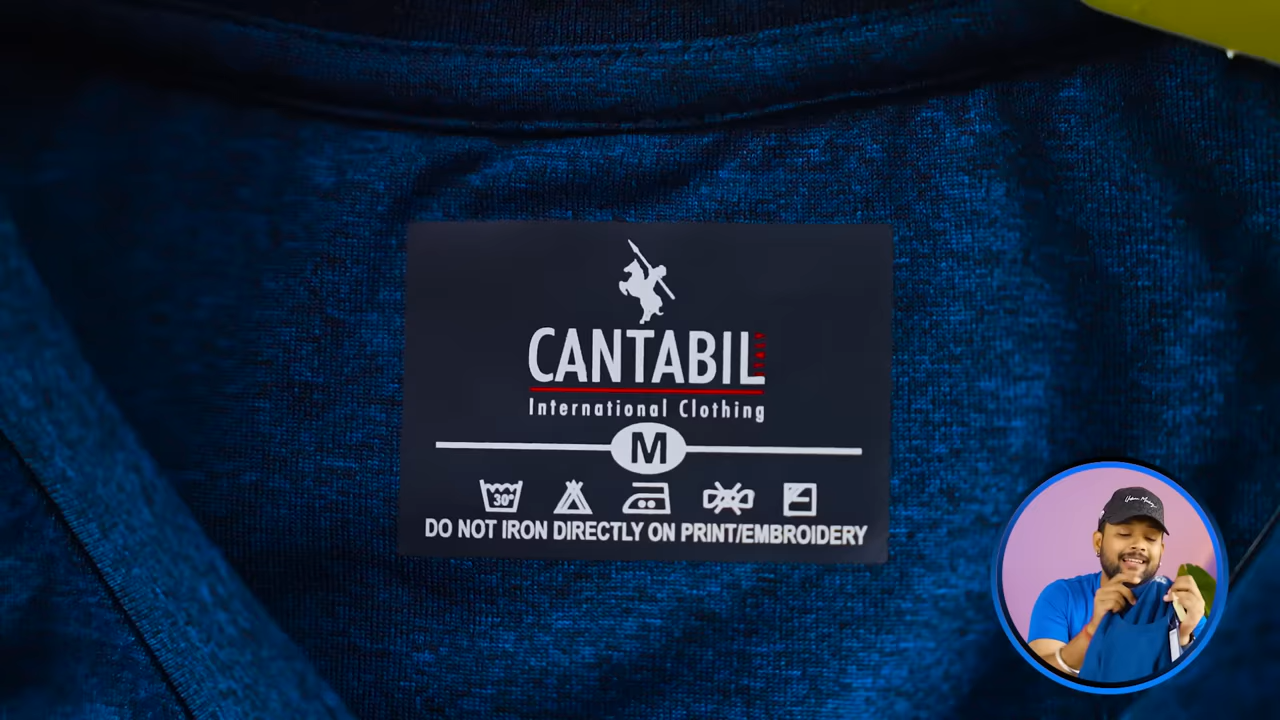 CANTABIL
International Clothing
M
30°
DO NOT IRON DIRECTLY ON PRINT/EMBROIDERY